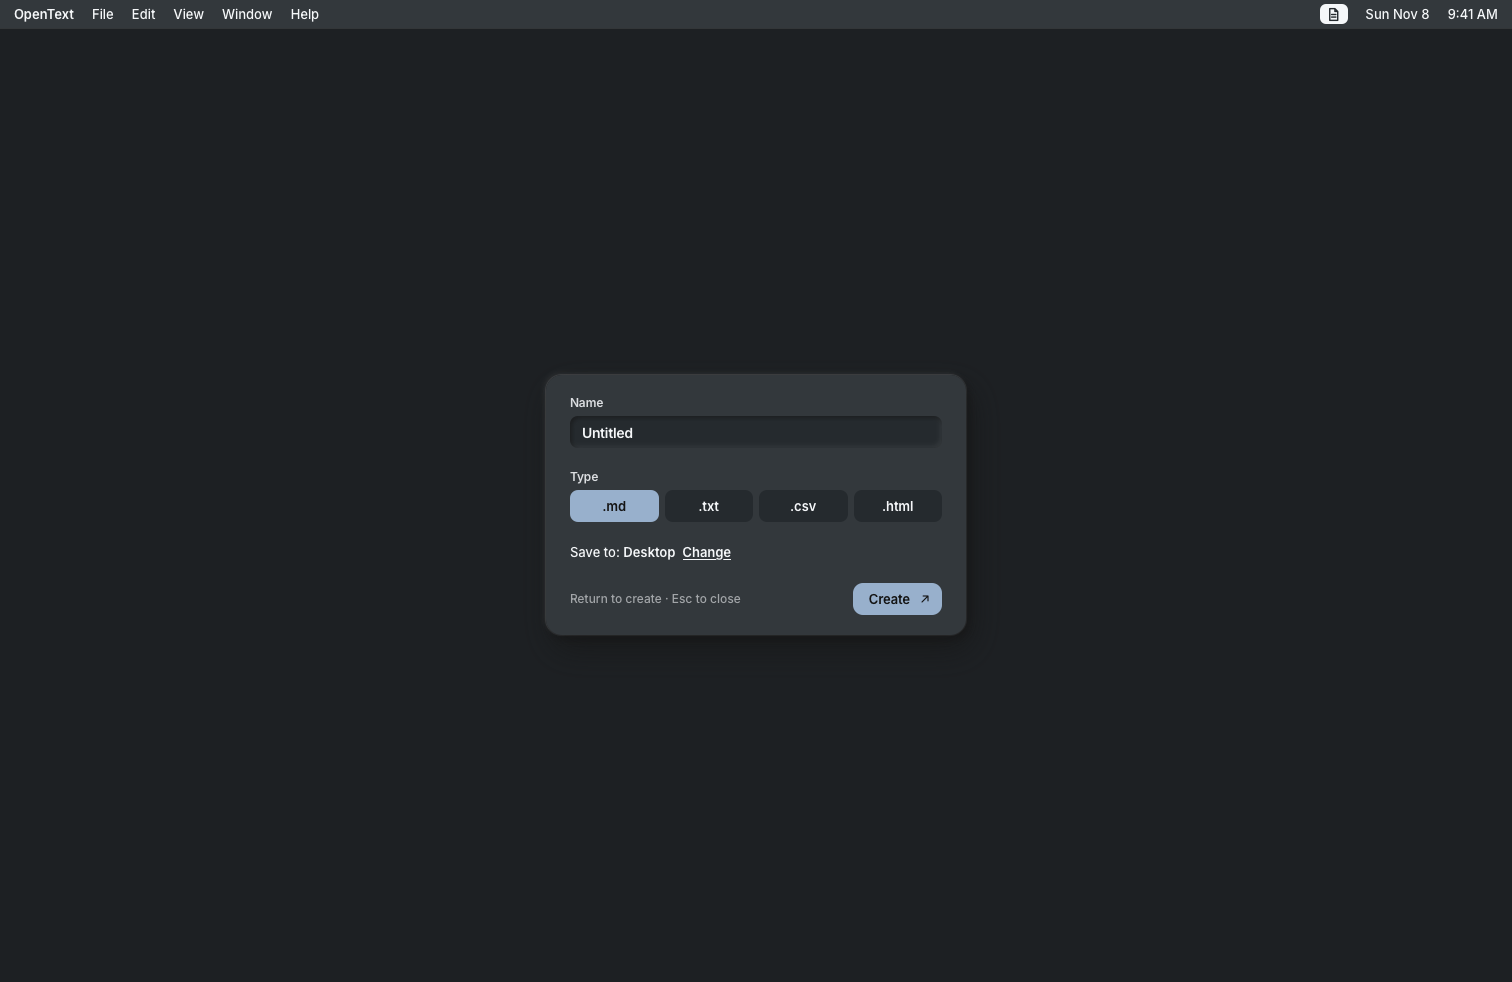 OpenText File Edit View Window Help Sun Nov 8 9:41 AM
Name
Untitled
Type
.md .txt .csv .html
Save to: Desktop Change
Return to create · Esc to close Create ↗